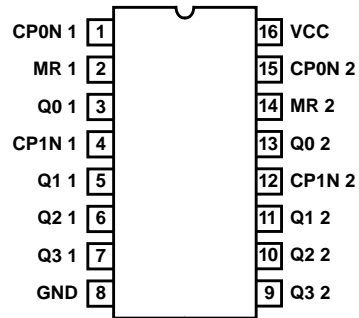 CP0N 1 1 16 VCC
MR 1 2 15 CP0N 2
Q0 1 3 14 MR 2
CP1N 1 4 13 Q0 2
Q1 1 5 12 CP1N 2
Q2 1 6 11 Q1 2
Q3 1 7 10 Q2 2
GND 8 9 Q3 2